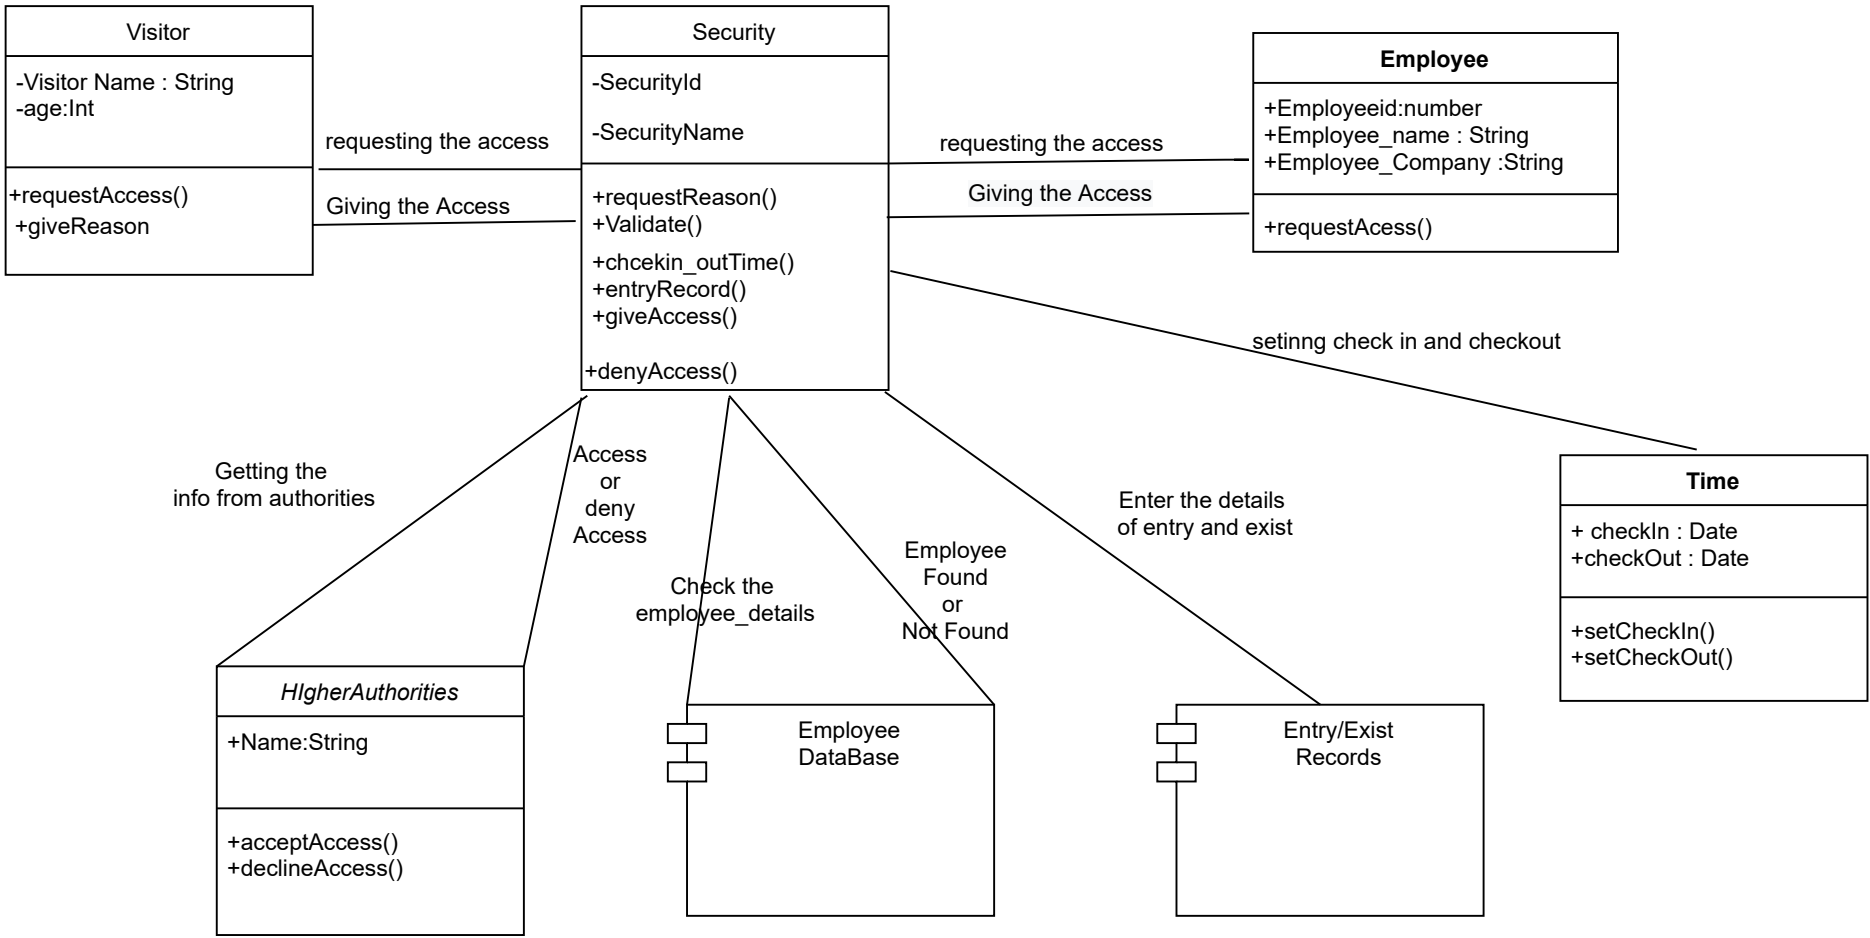 Visitor
-Visitor Name : String
-age:Int
+requestAccess()
+giveReason
requesting the access
Giving the Access
Security
-SecurityId
-SecurityName
+requestReason()
+Validate()
+chcekin_outTime()
+entryRecord()
+giveAccess()
+denyAccess()
requesting the access
Giving the Access
Employee
+Employeeid:number
+Employee_name : String
+Employee_Company :String
+requestAcess()
setinng check in and checkout
Getting the
info from authorities
Access
or
deny
Access
Check the
employee_details
Employee
Found
or
Not Found
Enter the details
of entry and exist
Time
+ checkIn : Date
+checkOut : Date
+setCheckIn()
+setCheckOut()
HIgherAuthorities
+Name:String
+acceptAccess()
+declineAccess()
Employee
DataBase
Entry/Exist
Records